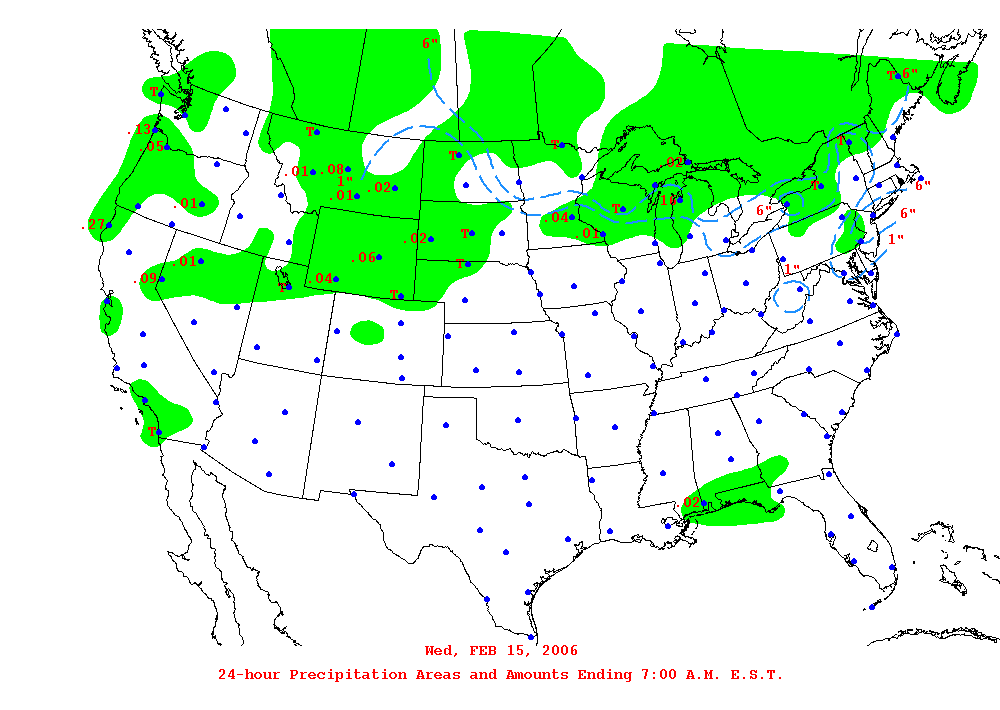 6"
T
T 6"
.13
T
.05
T
T
T
.02
.01 .08
1"
.02
T
6"
.01
.01
.18
6"
6"
.27
.04
T
.02
T
.01
1"
.06
.01
T
1"
.09
.04
T
T
T
.02
Wed, FEB 15, 2006
24-hour Precipitation Areas and Amounts Ending 7:00 A.M. E.S.T.